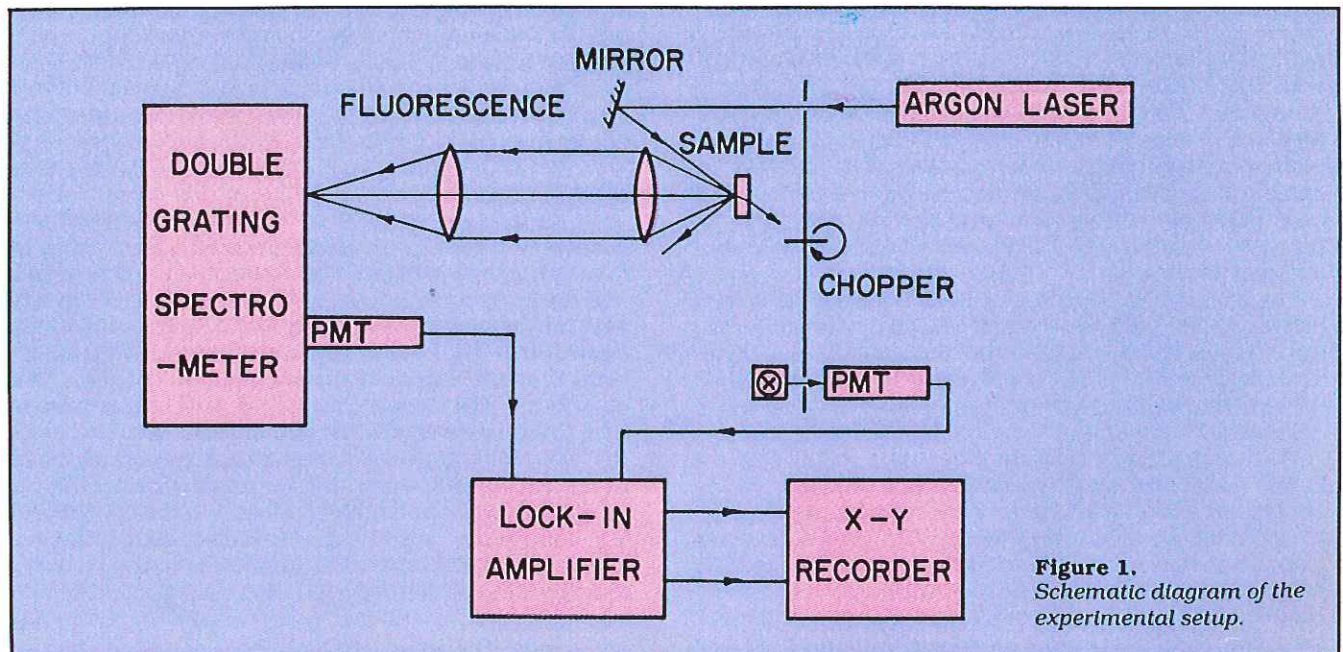 MIRROR
ARGON LASER
FLUORESCENCE
SAMPLE
DOUBLE
GRATING
SPECTRO
-METER
CHOPPER
PMT
PMT
LOCK-IN
AMPLIFIER
X-Y
RECORDER
Figure 1.
Schematic diagram of the
experimental setup.